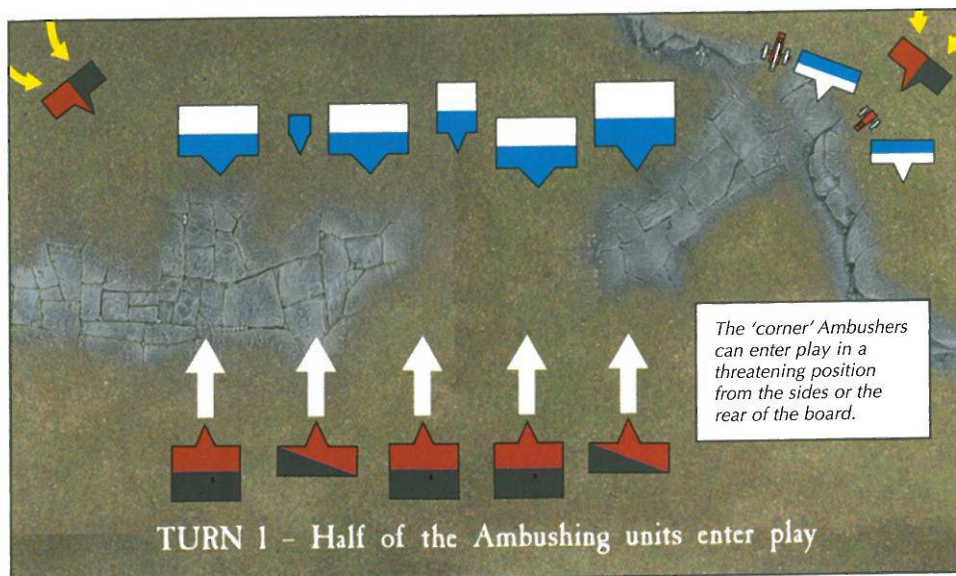 The ‘corner’ Ambushers
can enter play in a
threatening position
from the sides or the
rear of the board.
TURN 1 – Half of the Ambushing units enter play